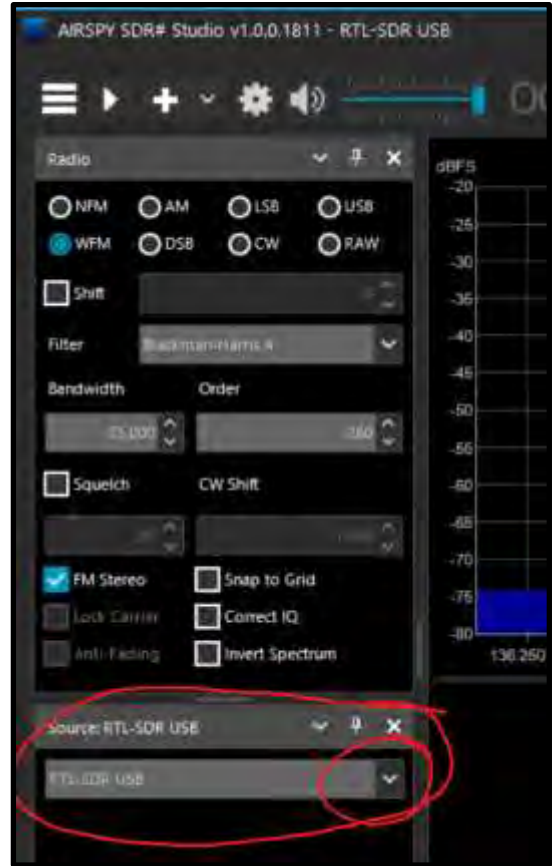 AIRSPY SDR# Studio v1.0.0.1811 - RTL-SDR USB
Radio
NFM AM LSB USB
WFM DSB CW RAW
Shift
Filter Blackman-Harris 4
Bandwidth Order
Squelch CW Shift
FM Stereo Snap to Grid
Lock Carrier Correct IQ
Anti-Fading Invert Spectrum
Source: RTL-SDR USB
RTL-SDR USB
dBFS
-20
-25
-30
-35
-40
-45
-50
-55
-60
-65
-70
-75
-80
136.250